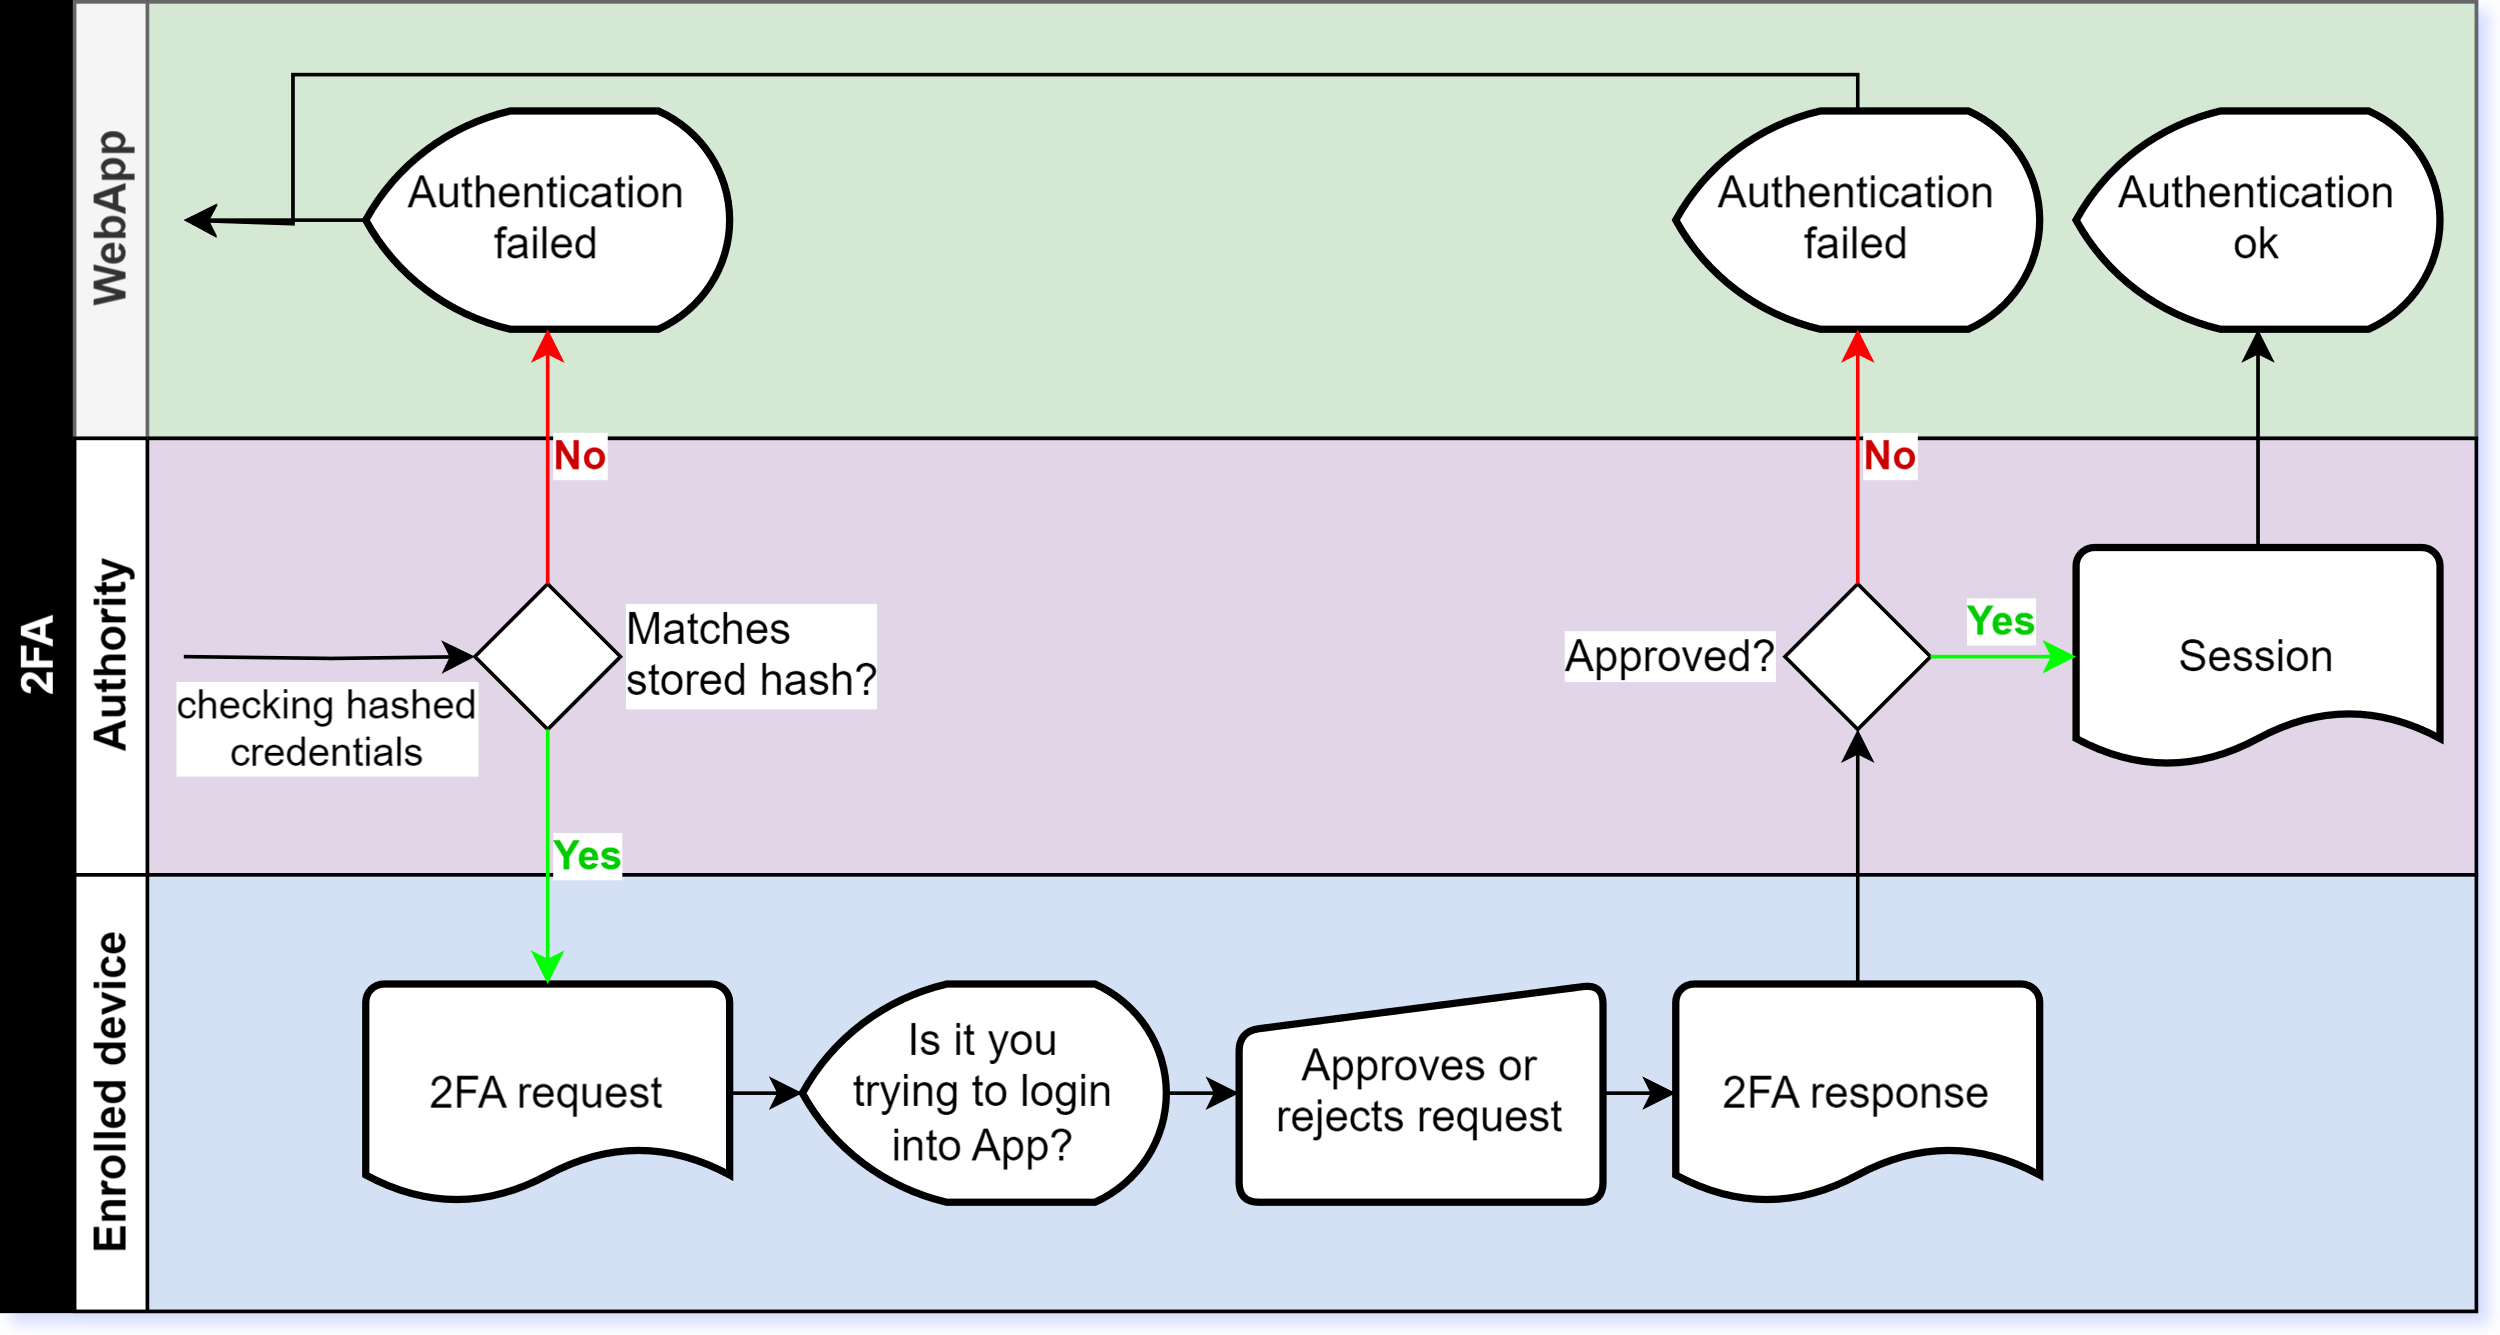 2FA
WebApp
Authentication
failed
Authentication
failed
Authentication
ok
No
No
Authority
checking hashed
credentials
Matches
stored hash?
Approved?
Yes
Session
Yes
Enrolled device
2FA request
Is it you
trying to login
into App?
Approves or
rejects request
2FA response